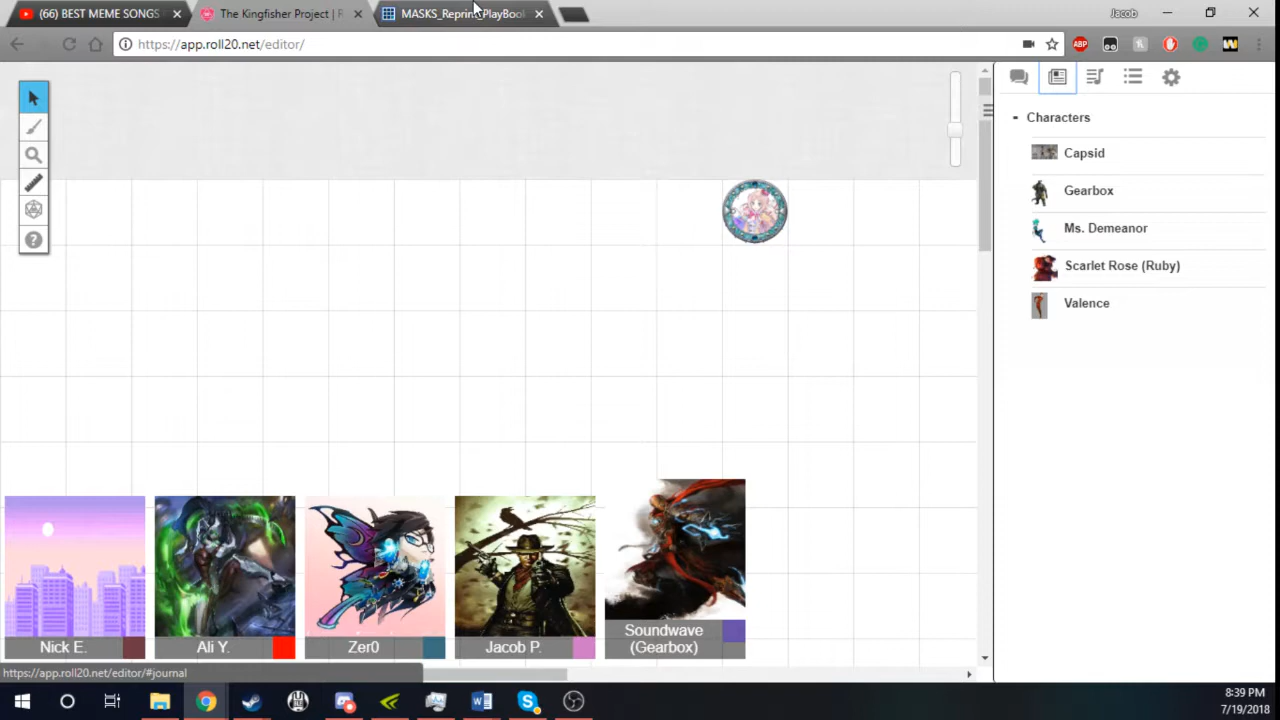 (66) BEST MEME SONGS
The Kingfisher Project | R
MASKS_Reprint_PlayBook
Jacob
https://app.roll20.net/editor/
ABP
Characters
Capsid
Gearbox
Ms. Demeanor
Scarlet Rose (Ruby)
Valence
Nick E.
Ali Y.
Zer0
Jacob P.
Soundwave
(Gearbox)
https://app.roll20.net/editor/#journal
8:39 PM
7/19/2018